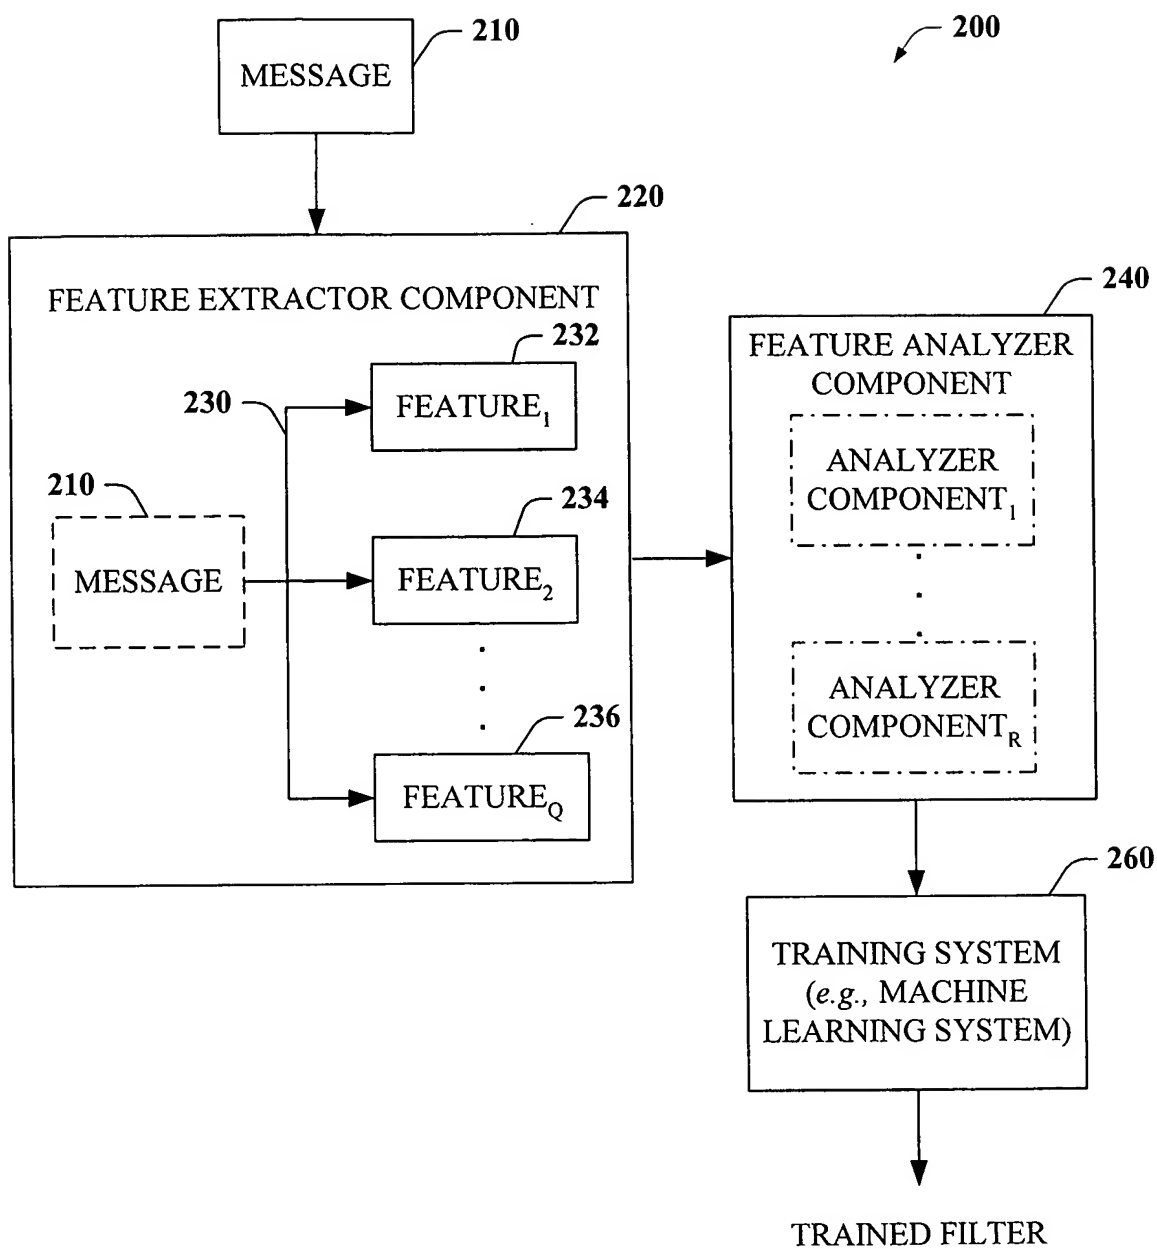 210
200
MESSAGE
220
FEATURE EXTRACTOR COMPONENT
232
230
FEATURE1
210
234
MESSAGE
FEATURE2
236
FEATUREQ
240
FEATURE ANALYZER
COMPONENT
ANALYZER
COMPONENT1
ANALYZER
COMPONENTR
260
TRAINING SYSTEM
(e.g., MACHINE
LEARNING SYSTEM)
TRAINED FILTER